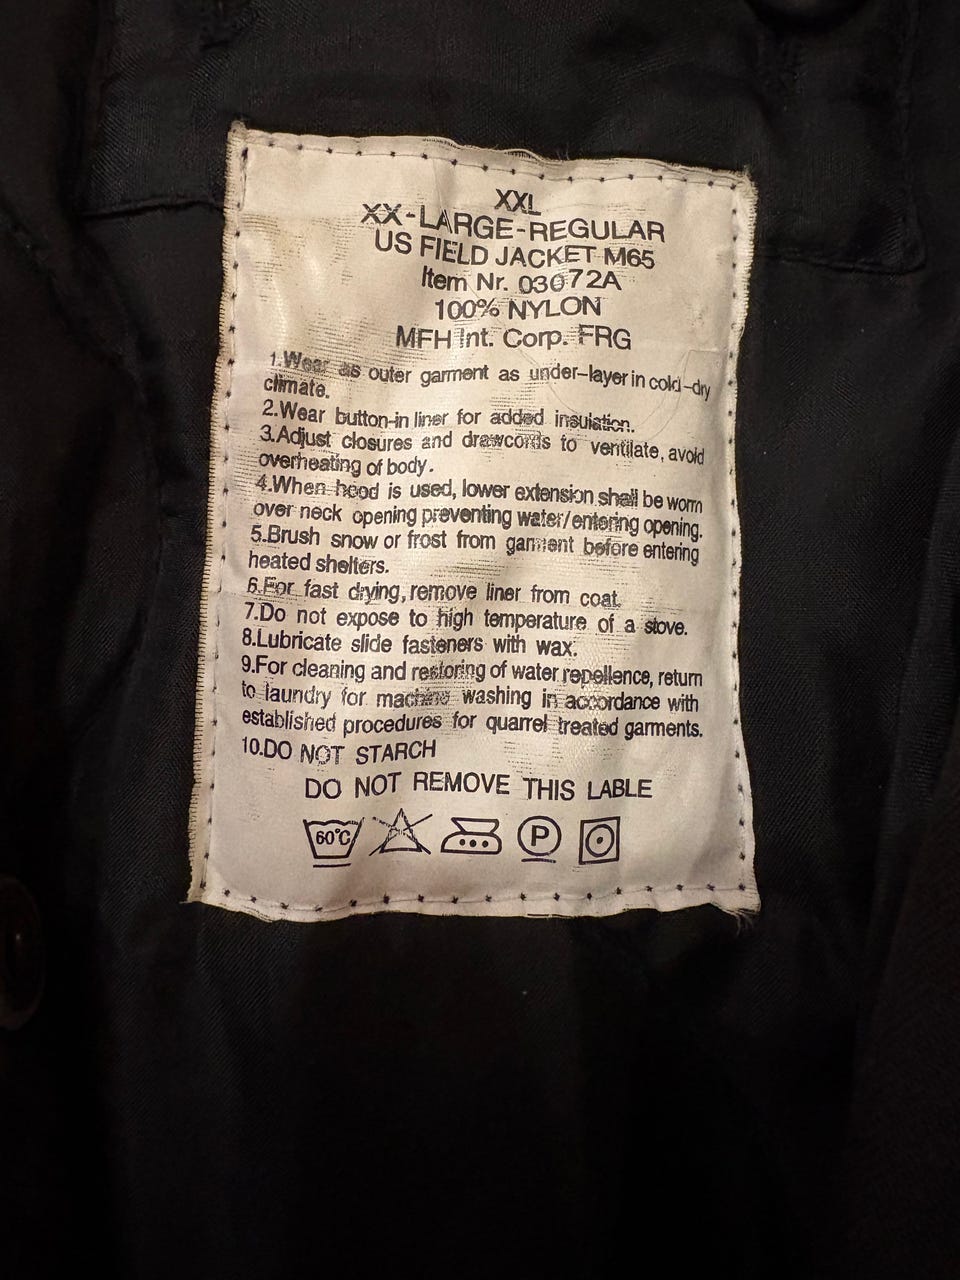 XXL
XX-LARGE-REGULAR
US FIELD JACKET M65
Item Nr. 03072A
100% NYLON
MFH Int. Corp. FRG
1.Wear as outer garment as under-layer in cold-dry
climate.
2.Wear button-in liner for added insulation.
3.Adjust closures and drawcords to ventilate, avoid
overheating of body.
4.When hood is used, lower extension shall be worn
over neck opening preventing water/entering opening.
5.Brush snow or frost from garment before entering
heated shelters.
6.For fast drying, remove liner from coat.
7.Do not expose to high temperature of a stove.
8.Lubricate slide fasteners with wax.
9.For cleaning and restoring of water repellence, return
to laundry for machine washing in accordance with
established procedures for quarrel treated garments.
10.DO NOT STARCH
DO NOT REMOVE THIS LABLE
60°C P